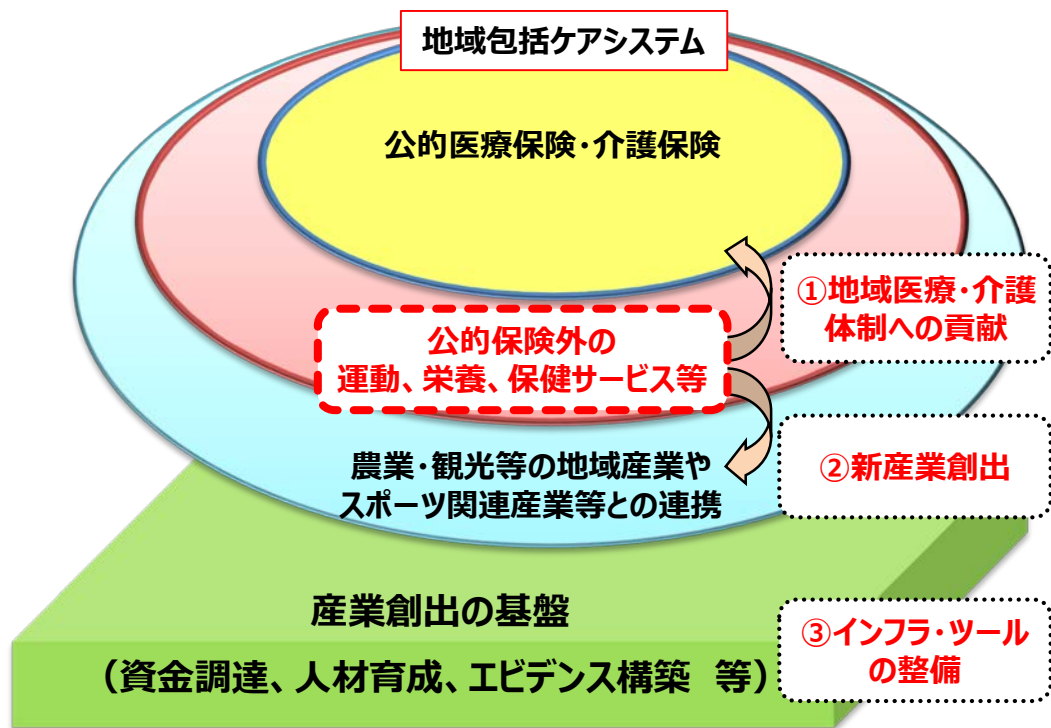 地域包括ケアシステム
公的医療保険・介護保険
①地域医療・介護
体制への貢献
公的保険外の
運動、栄養、保健サービス等
②新産業創出
農業・観光等の地域産業や
スポーツ関連産業等との連携
産業創出の基盤
（資金調達、人材育成、エビデンス構築　等）
③インフラ・ツール
の整備